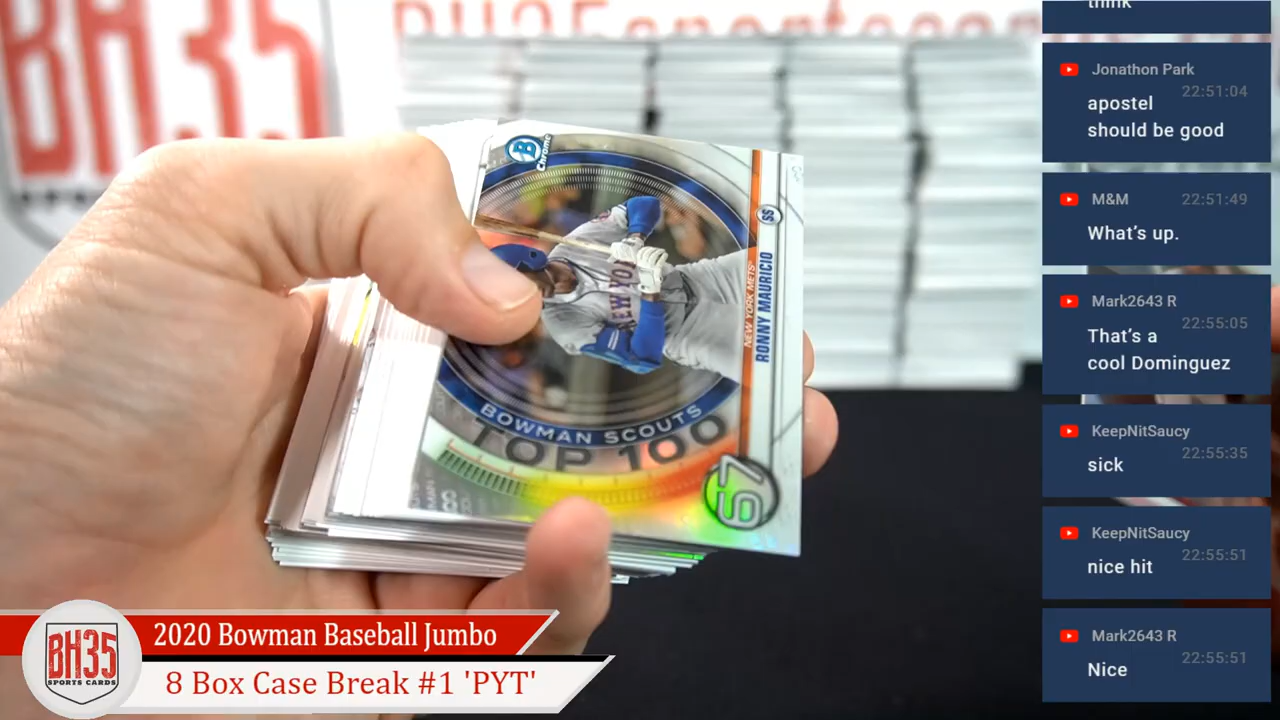 BH35
BH35sportscards
B
Chrome
SS
NEW YORK METS
RONNY MAURICIO
NEW YO
BOWMAN SCOUTS
TOP 100
67
BH35
SPORTS CARDS
2020 Bowman Baseball Jumbo
8 Box Case Break #1 'PYT'
think
Jonathon Park
22:51:04
apostel
should be good
M&M
22:51:49
What's up.
Mark2643 R
22:55:05
That's a
cool Dominguez
KeepNitSaucy
22:55:35
sick
KeepNitSaucy
22:55:51
nice hit
Mark2643 R
22:55:51
Nice